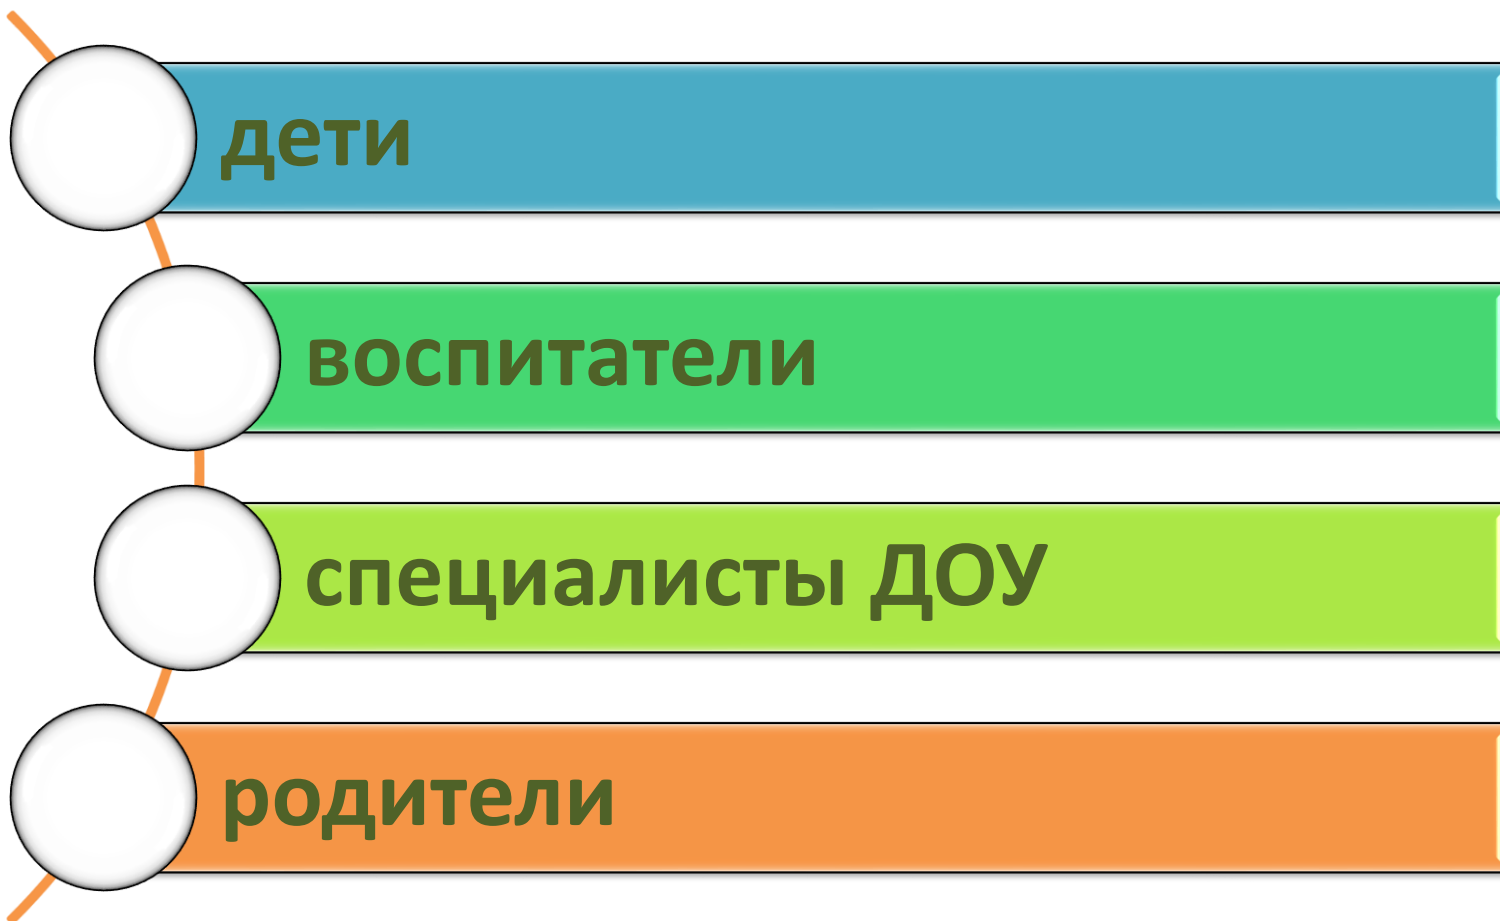 дети
воспитатели
специалисты ДОУ
родители